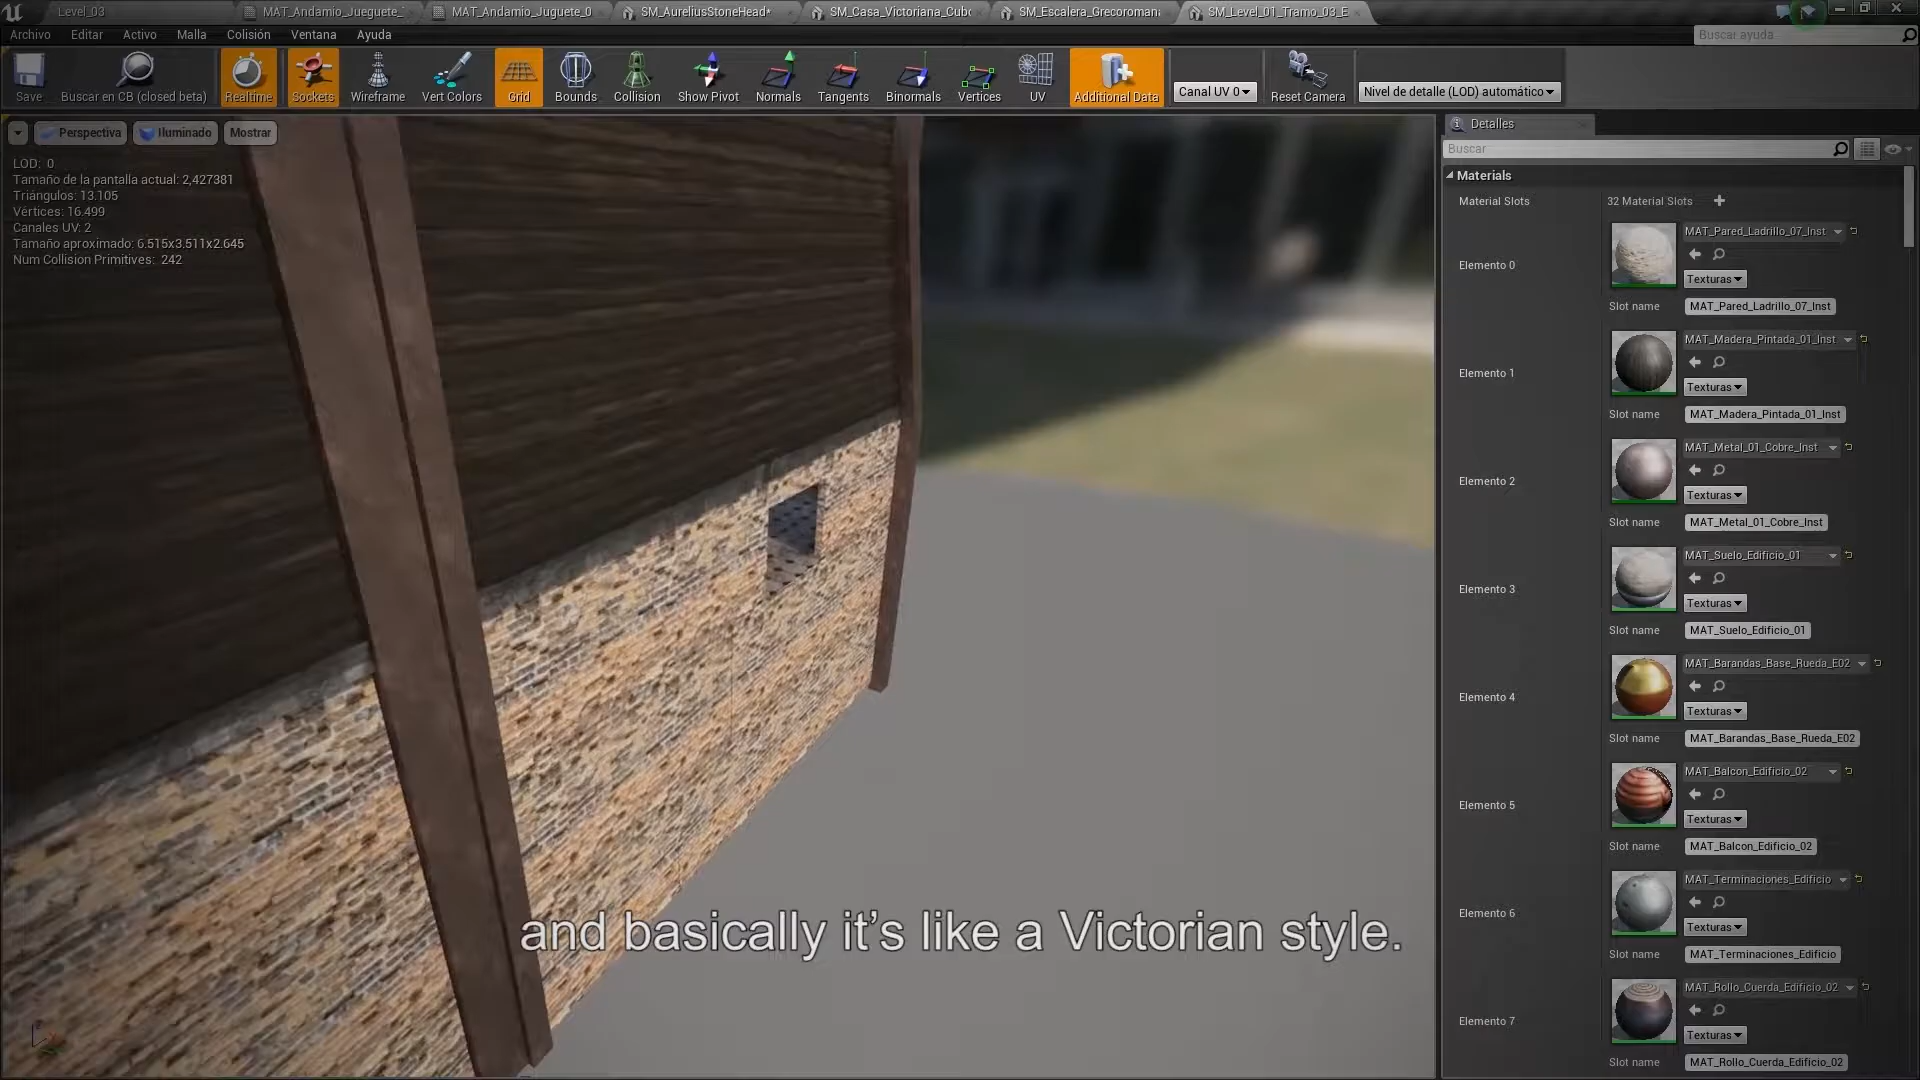 Level_03
MAT_Andamio_Jueguete_
MAT_Andamio_Juguete_0
SM_AureliusStoneHead*
SM_Casa_Victoriana_Cubo
SM_Escalera_Grecoromana
SM_Level_01_Tramo_03_E
Archivo Editar Activo Malla Colisión Ventana Ayuda
Buscar ayuda
Save
Buscar en CB (closed beta)
Realtime
Sockets
Wireframe
Vert Colors
Grid
Bounds
Collision
Show Pivot
Normals
Tangents
Binormals
Vertices
UV
Additional Data
Canal UV 0
Reset Camera
Nivel de detalle (LOD) automático
Perspectiva
Iluminado
Mostrar
LOD: 0
Tamaño de la pantalla actual: 2,427381
Triángulos: 13.105
Vértices: 16.499
Canales UV: 2
Tamaño aproximado: 6.515x3.511x2.645
Num Collision Primitives: 242
and basically it's like a Victorian style.
Detalles
Buscar
Materials
Material Slots
32 Material Slots
Elemento 0
MAT_Pared_Ladrillo_07_Inst
Texturas
Slot name
MAT_Pared_Ladrillo_07_Inst
Elemento 1
MAT_Madera_Pintada_01_Inst
Texturas
Slot name
MAT_Madera_Pintada_01_Inst
Elemento 2
MAT_Metal_01_Cobre_Inst
Texturas
Slot name
MAT_Metal_01_Cobre_Inst
Elemento 3
MAT_Suelo_Edificio_01
Texturas
Slot name
MAT_Suelo_Edificio_01
Elemento 4
MAT_Barandas_Base_Rueda_E02
Texturas
Slot name
MAT_Barandas_Base_Rueda_E02
Elemento 5
MAT_Balcon_Edificio_02
Texturas
Slot name
MAT_Balcon_Edificio_02
Elemento 6
MAT_Terminaciones_Edificio
Texturas
Slot name
MAT_Terminaciones_Edificio
Elemento 7
MAT_Rollo_Cuerda_Edificio_02
Texturas
Slot name
MAT_Rollo_Cuerda_Edificio_02